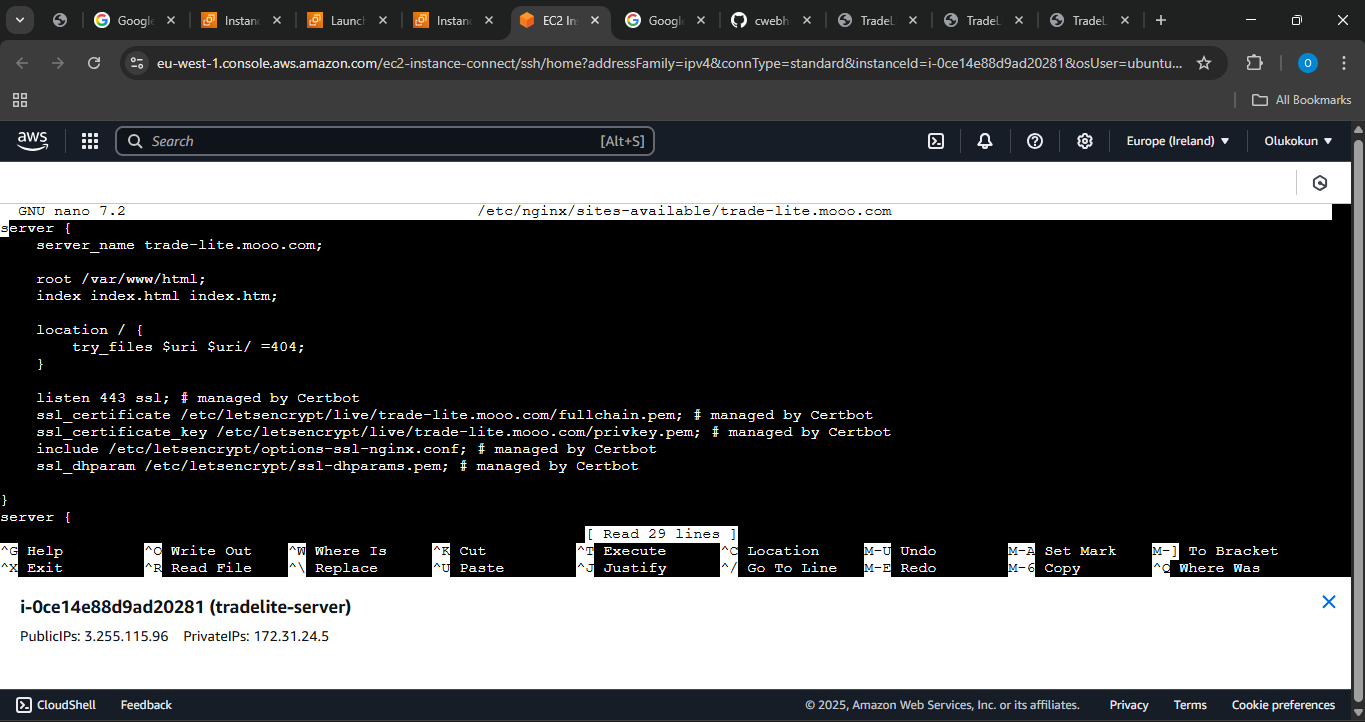 Google
Instan
Launch
Instan
EC2 In
Google
cwebh
TradeL
TradeL
TradeL
eu-west-1.console.aws.amazon.com/ec2-instance-connect/ssh/home?addressFamily=ipv4&connType=standard&instanceId=i-0ce14e88d9ad20281&osUser=ubuntu...
O
All Bookmarks
aws
Search [Alt+S]
Europe (Ireland)
Olukokun
GNU nano 7.2 /etc/nginx/sites-available/trade-lite.mooo.com
server {
    server_name trade-lite.mooo.com;
    root /var/www/html;
    index index.html index.htm;
    location / {
        try_files $uri $uri/ =404;
    }
    listen 443 ssl; # managed by Certbot
    ssl_certificate /etc/letsencrypt/live/trade-lite.mooo.com/fullchain.pem; # managed by Certbot
    ssl_certificate_key /etc/letsencrypt/live/trade-lite.mooo.com/privkey.pem; # managed by Certbot
    include /etc/letsencrypt/options-ssl-nginx.conf; # managed by Certbot
    ssl_dhparam /etc/letsencrypt/ssl-dhparams.pem; # managed by Certbot
}
server {
[ Read 29 lines ]
^G Help ^O Write Out ^W Where Is ^K Cut ^T Execute ^C Location M-U Undo M-A Set Mark M-] To Bracket
^X Exit ^R Read File ^\ Replace ^U Paste ^J Justify ^/ Go To Line M-E Redo M-6 Copy ^Q Where Was
i-0ce14e88d9ad20281 (tradelite-server)
PublicIPs: 3.255.115.96 PrivateIPs: 172.31.24.5
CloudShell Feedback © 2025, Amazon Web Services, Inc. or its affiliates. Privacy Terms Cookie preferences